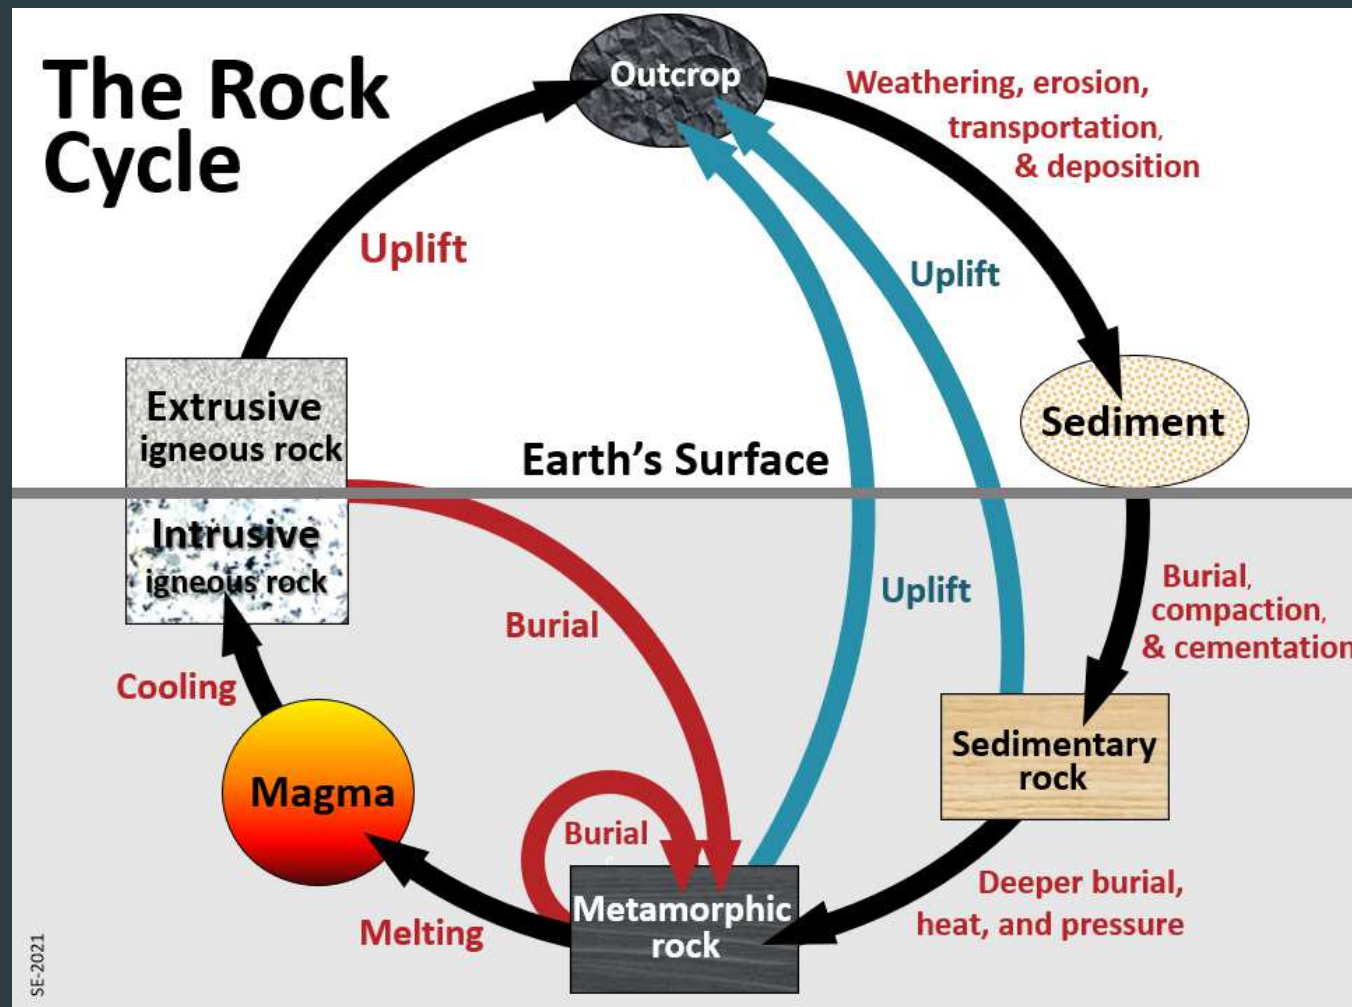 The Rock
Cycle
Outcrop
Weathering, erosion,
transportation,
& deposition
Uplift
Uplift
Extrusive
igneous rock
Sediment
Earth's Surface
Intrusive
igneous rock
Burial
Uplift
Burial,
compaction,
& cementation
Cooling
Magma
Sedimentary
rock
Burial
Melting
Metamorphic
rock
Deeper burial,
heat, and pressure
SE-2021